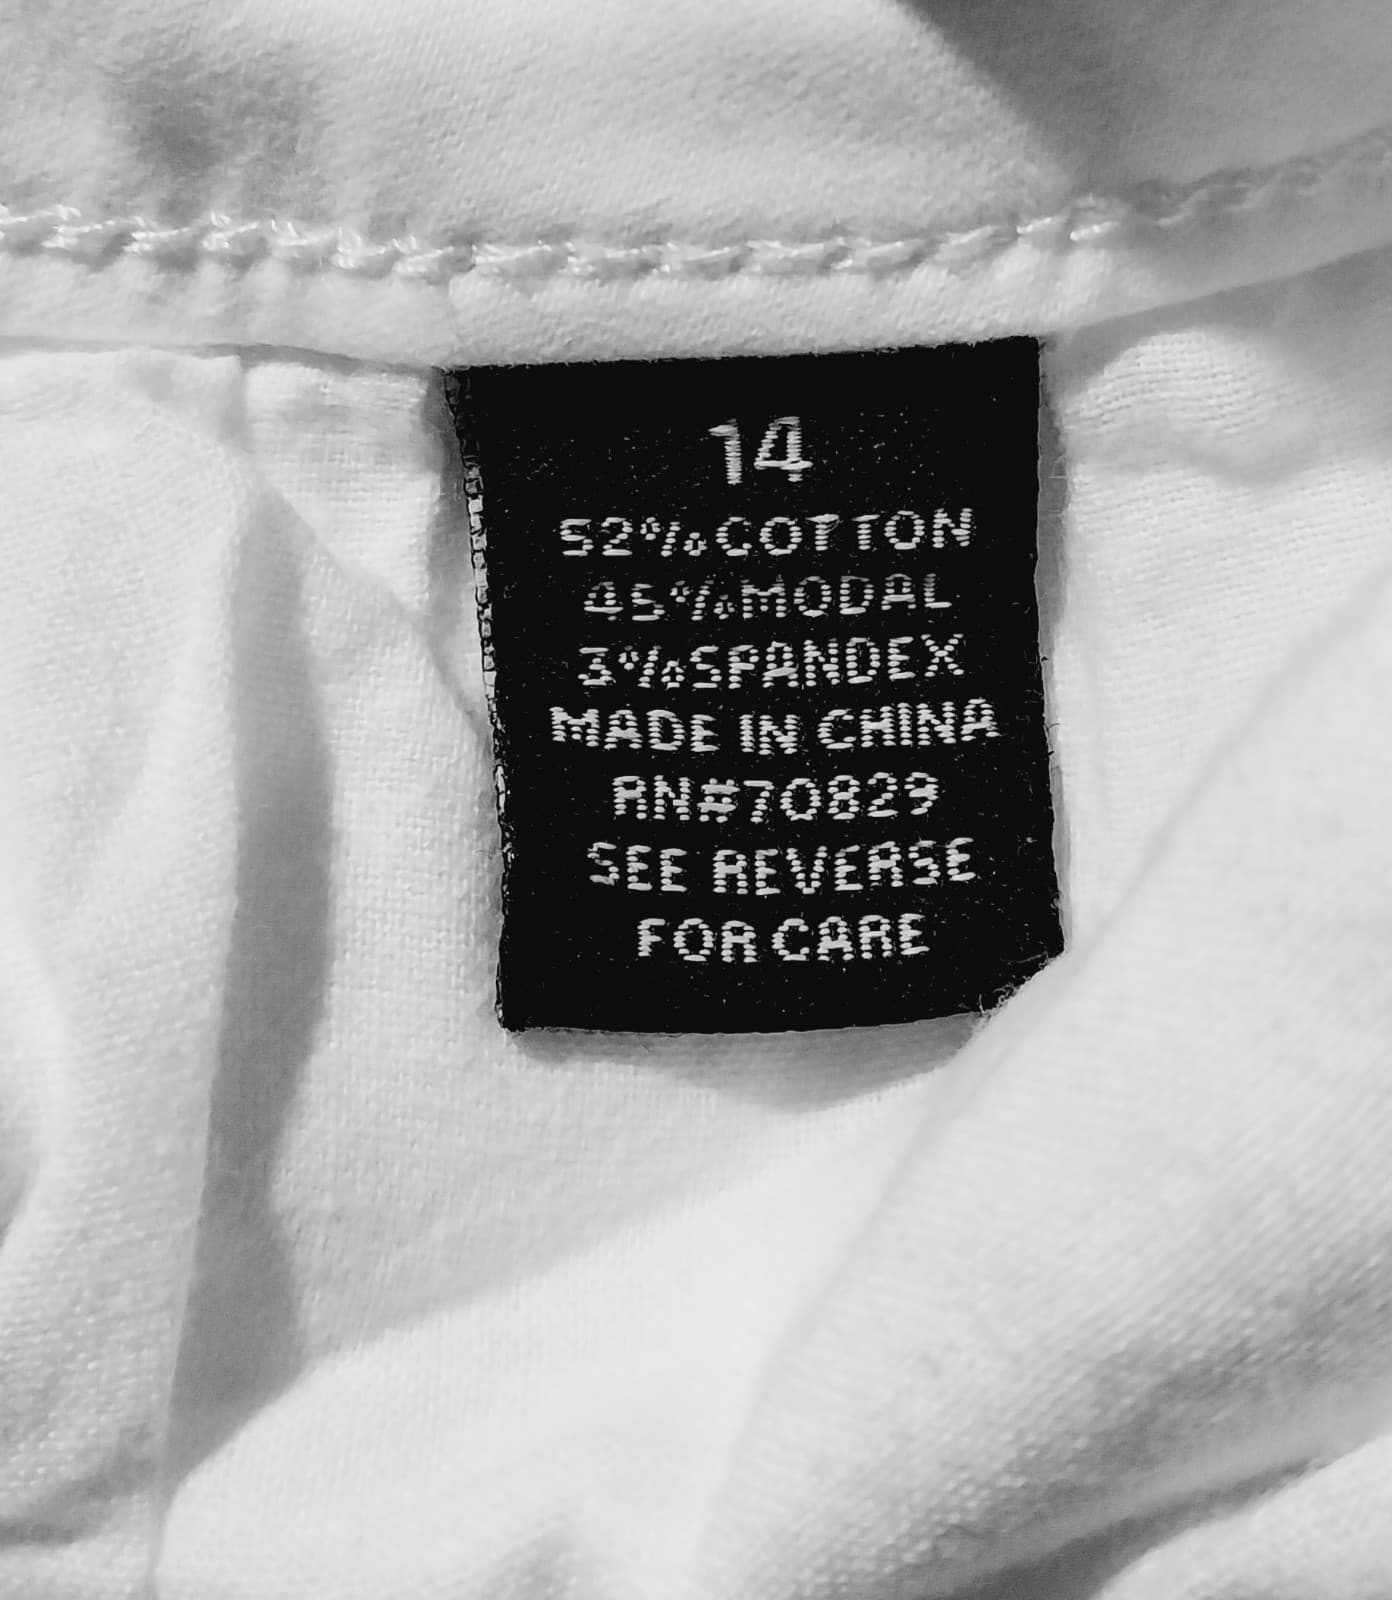 14
52%COTTON
45%MODAL
3%SPANDEX
MADE IN CHINA
RN#70829
SEE REVERSE
FOR CARE